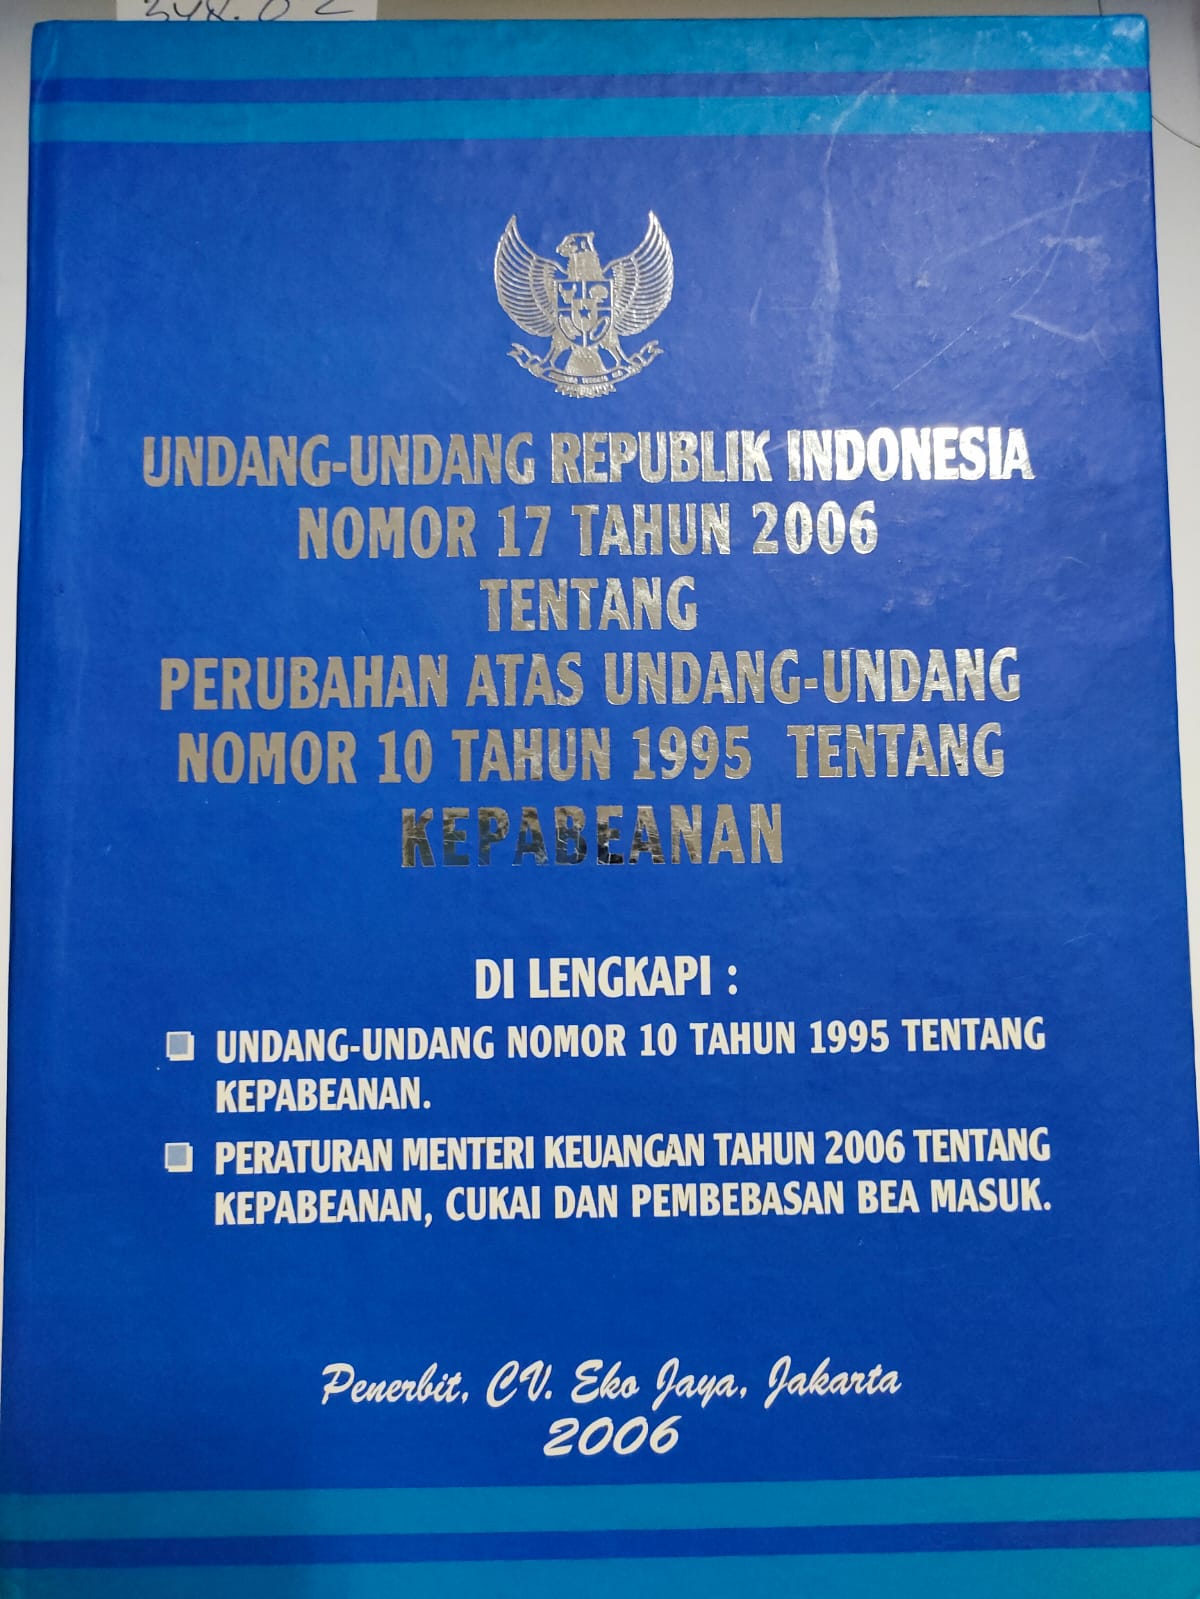 UNDANG-UNDANG REPUBLIK INDONESIA
NOMOR 17 TAHUN 2006
TENTANG
PERUBAHAN ATAS UNDANG-UNDANG
NOMOR 10 TAHUN 1995 TENTANG
KEPABEANAN
DI LENGKAPI :
UNDANG-UNDANG NOMOR 10 TAHUN 1995 TENTANG
KEPABEANAN.
PERATURAN MENTERI KEUANGAN TAHUN 2006 TENTANG
KEPABEANAN, CUKAI DAN PEMBEBASAN BEA MASUK.
Penerbit, CV. Eko Jaya, Jakarta
2006